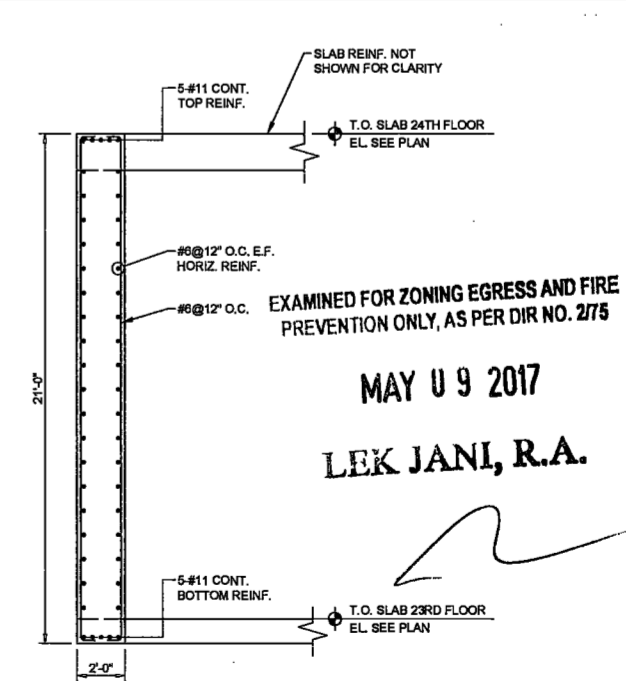 SLAB REINF. NOT
SHOWN FOR CLARITY
5-#11 CONT.
TOP REINF.
T.O. SLAB 24TH FLOOR
EL. SEE PLAN
#6@12" O.C. E.F.
HORIZ. REINF.
#6@12" O.C.
EXAMINED FOR ZONING EGRESS AND FIRE
PREVENTION ONLY, AS PER DIR NO. 2/75
MAY 09 2017
LEK JANI, R.A.
21'-0"
5-#11 CONT.
BOTTOM REINF.
T.O. SLAB 23RD FLOOR
EL. SEE PLAN
2'-0"